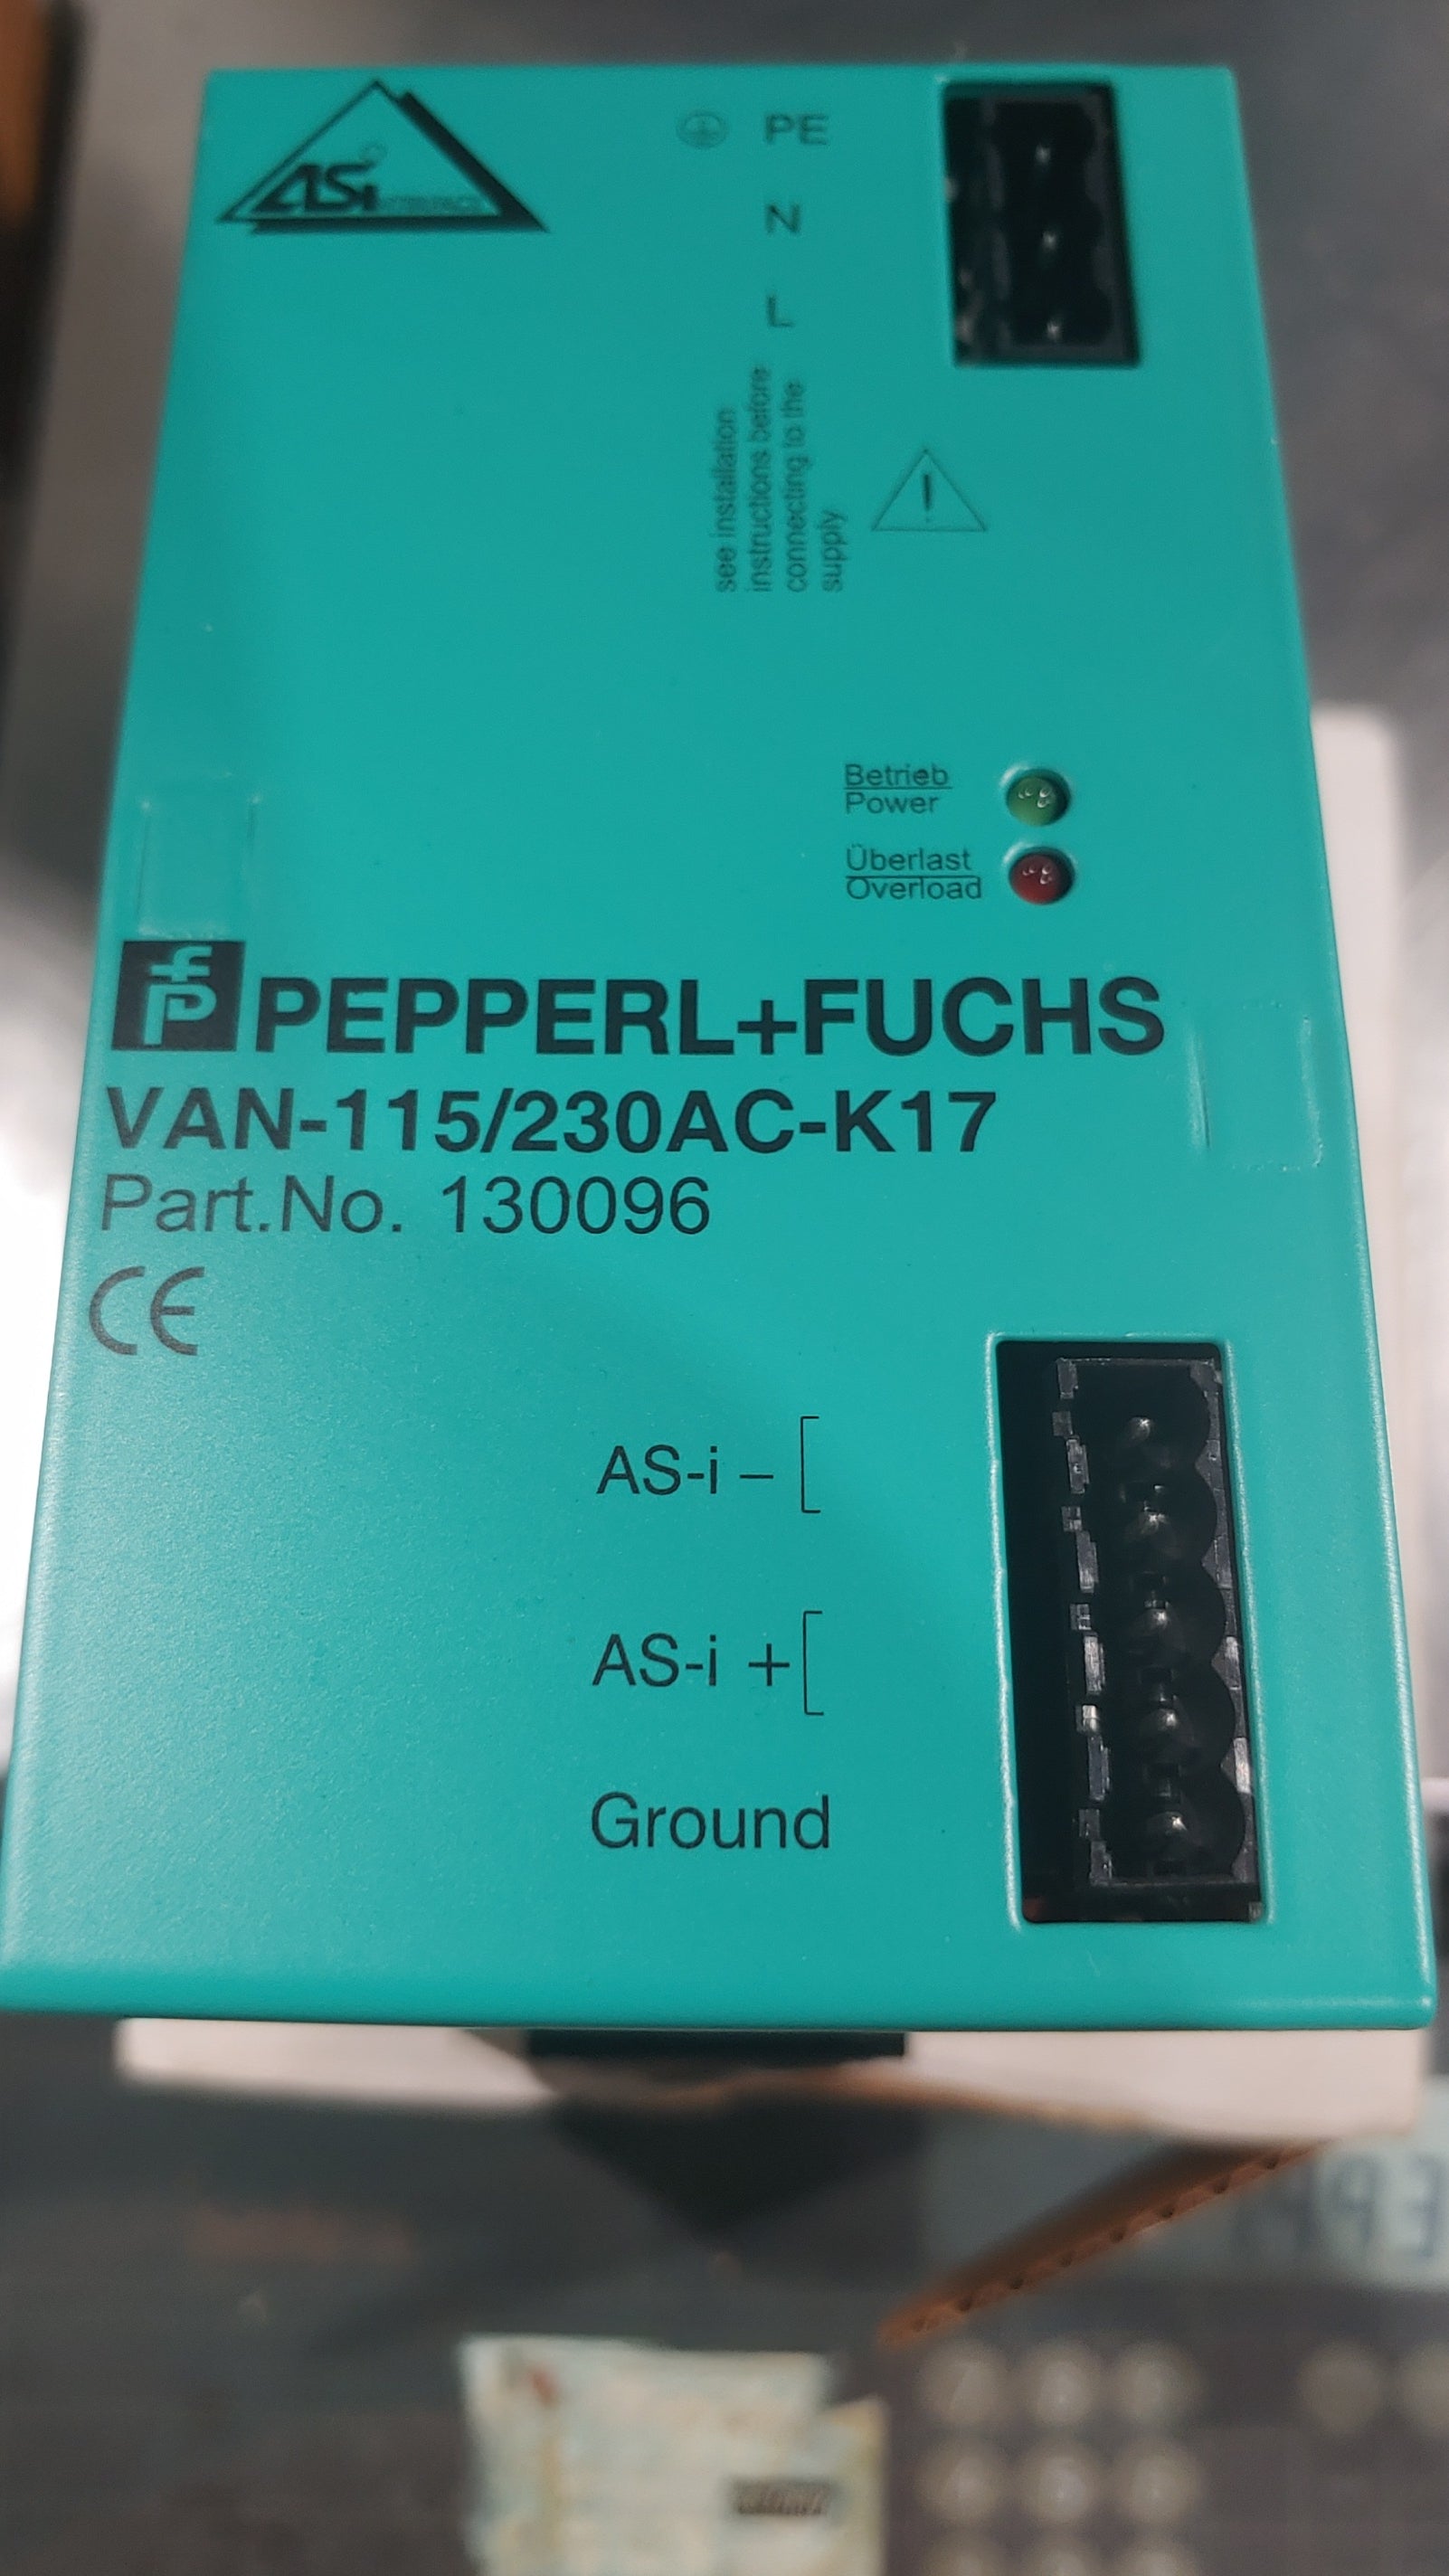 ASi
PE
N
L
see installation
instructions before
connecting to the
supply
Betrieb
Power
Überlast
Overload
PEPPERL+FUCHS
VAN-115/230AC-K17
Part.No. 130096
CE
AS-i –
AS-i +
Ground